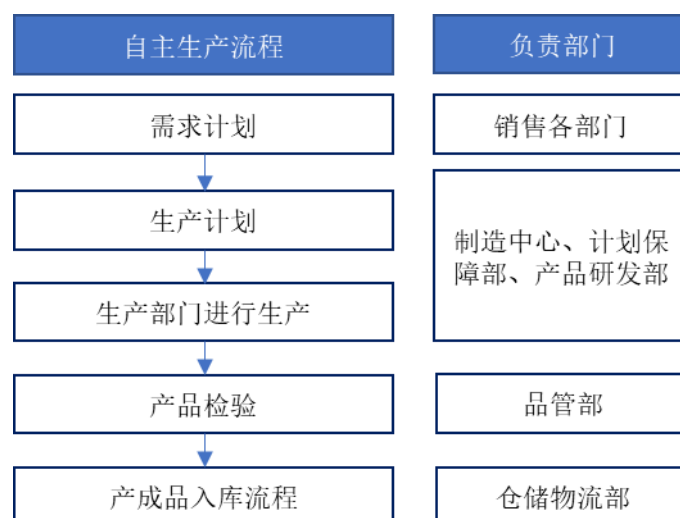 自主生产流程
负责部门
需求计划
销售各部门
生产计划
制造中心、计划保
障部、产品研发部
生产部门进行生产
产品检验
品管部
产成品入库流程
仓储物流部